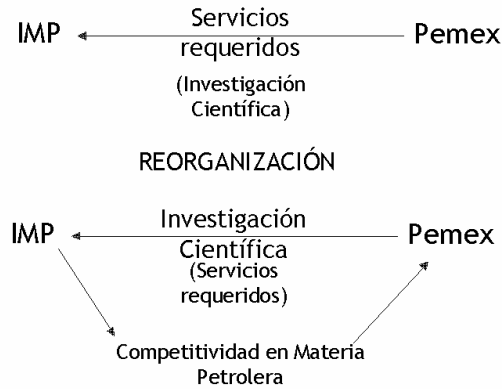 Servicios
IMP Pemex
requeridos
(Investigación
Científica)
REORGANIZACIÓN
Investigación
IMP Pemex
Científica
(Servicios
requeridos)
Competitividad en Materia
Petrolera